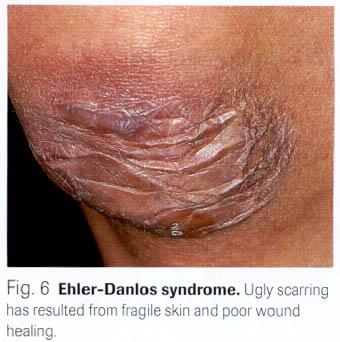 Fig. 6 Ehler-Danlos syndrome. Ugly scarring
has resulted from fragile skin and poor wound
healing.